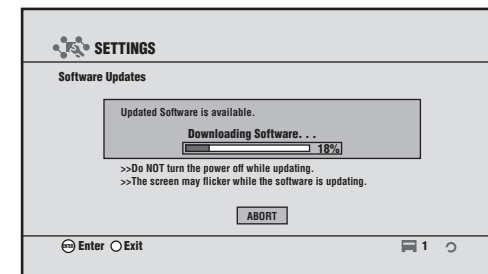 SETTINGS
Software Updates
Updated Software is available.
Downloading Software. . .
18%
>>Do NOT turn the power off while updating.
>>The screen may flicker while the software is updating.
ABORT
Enter Exit
1